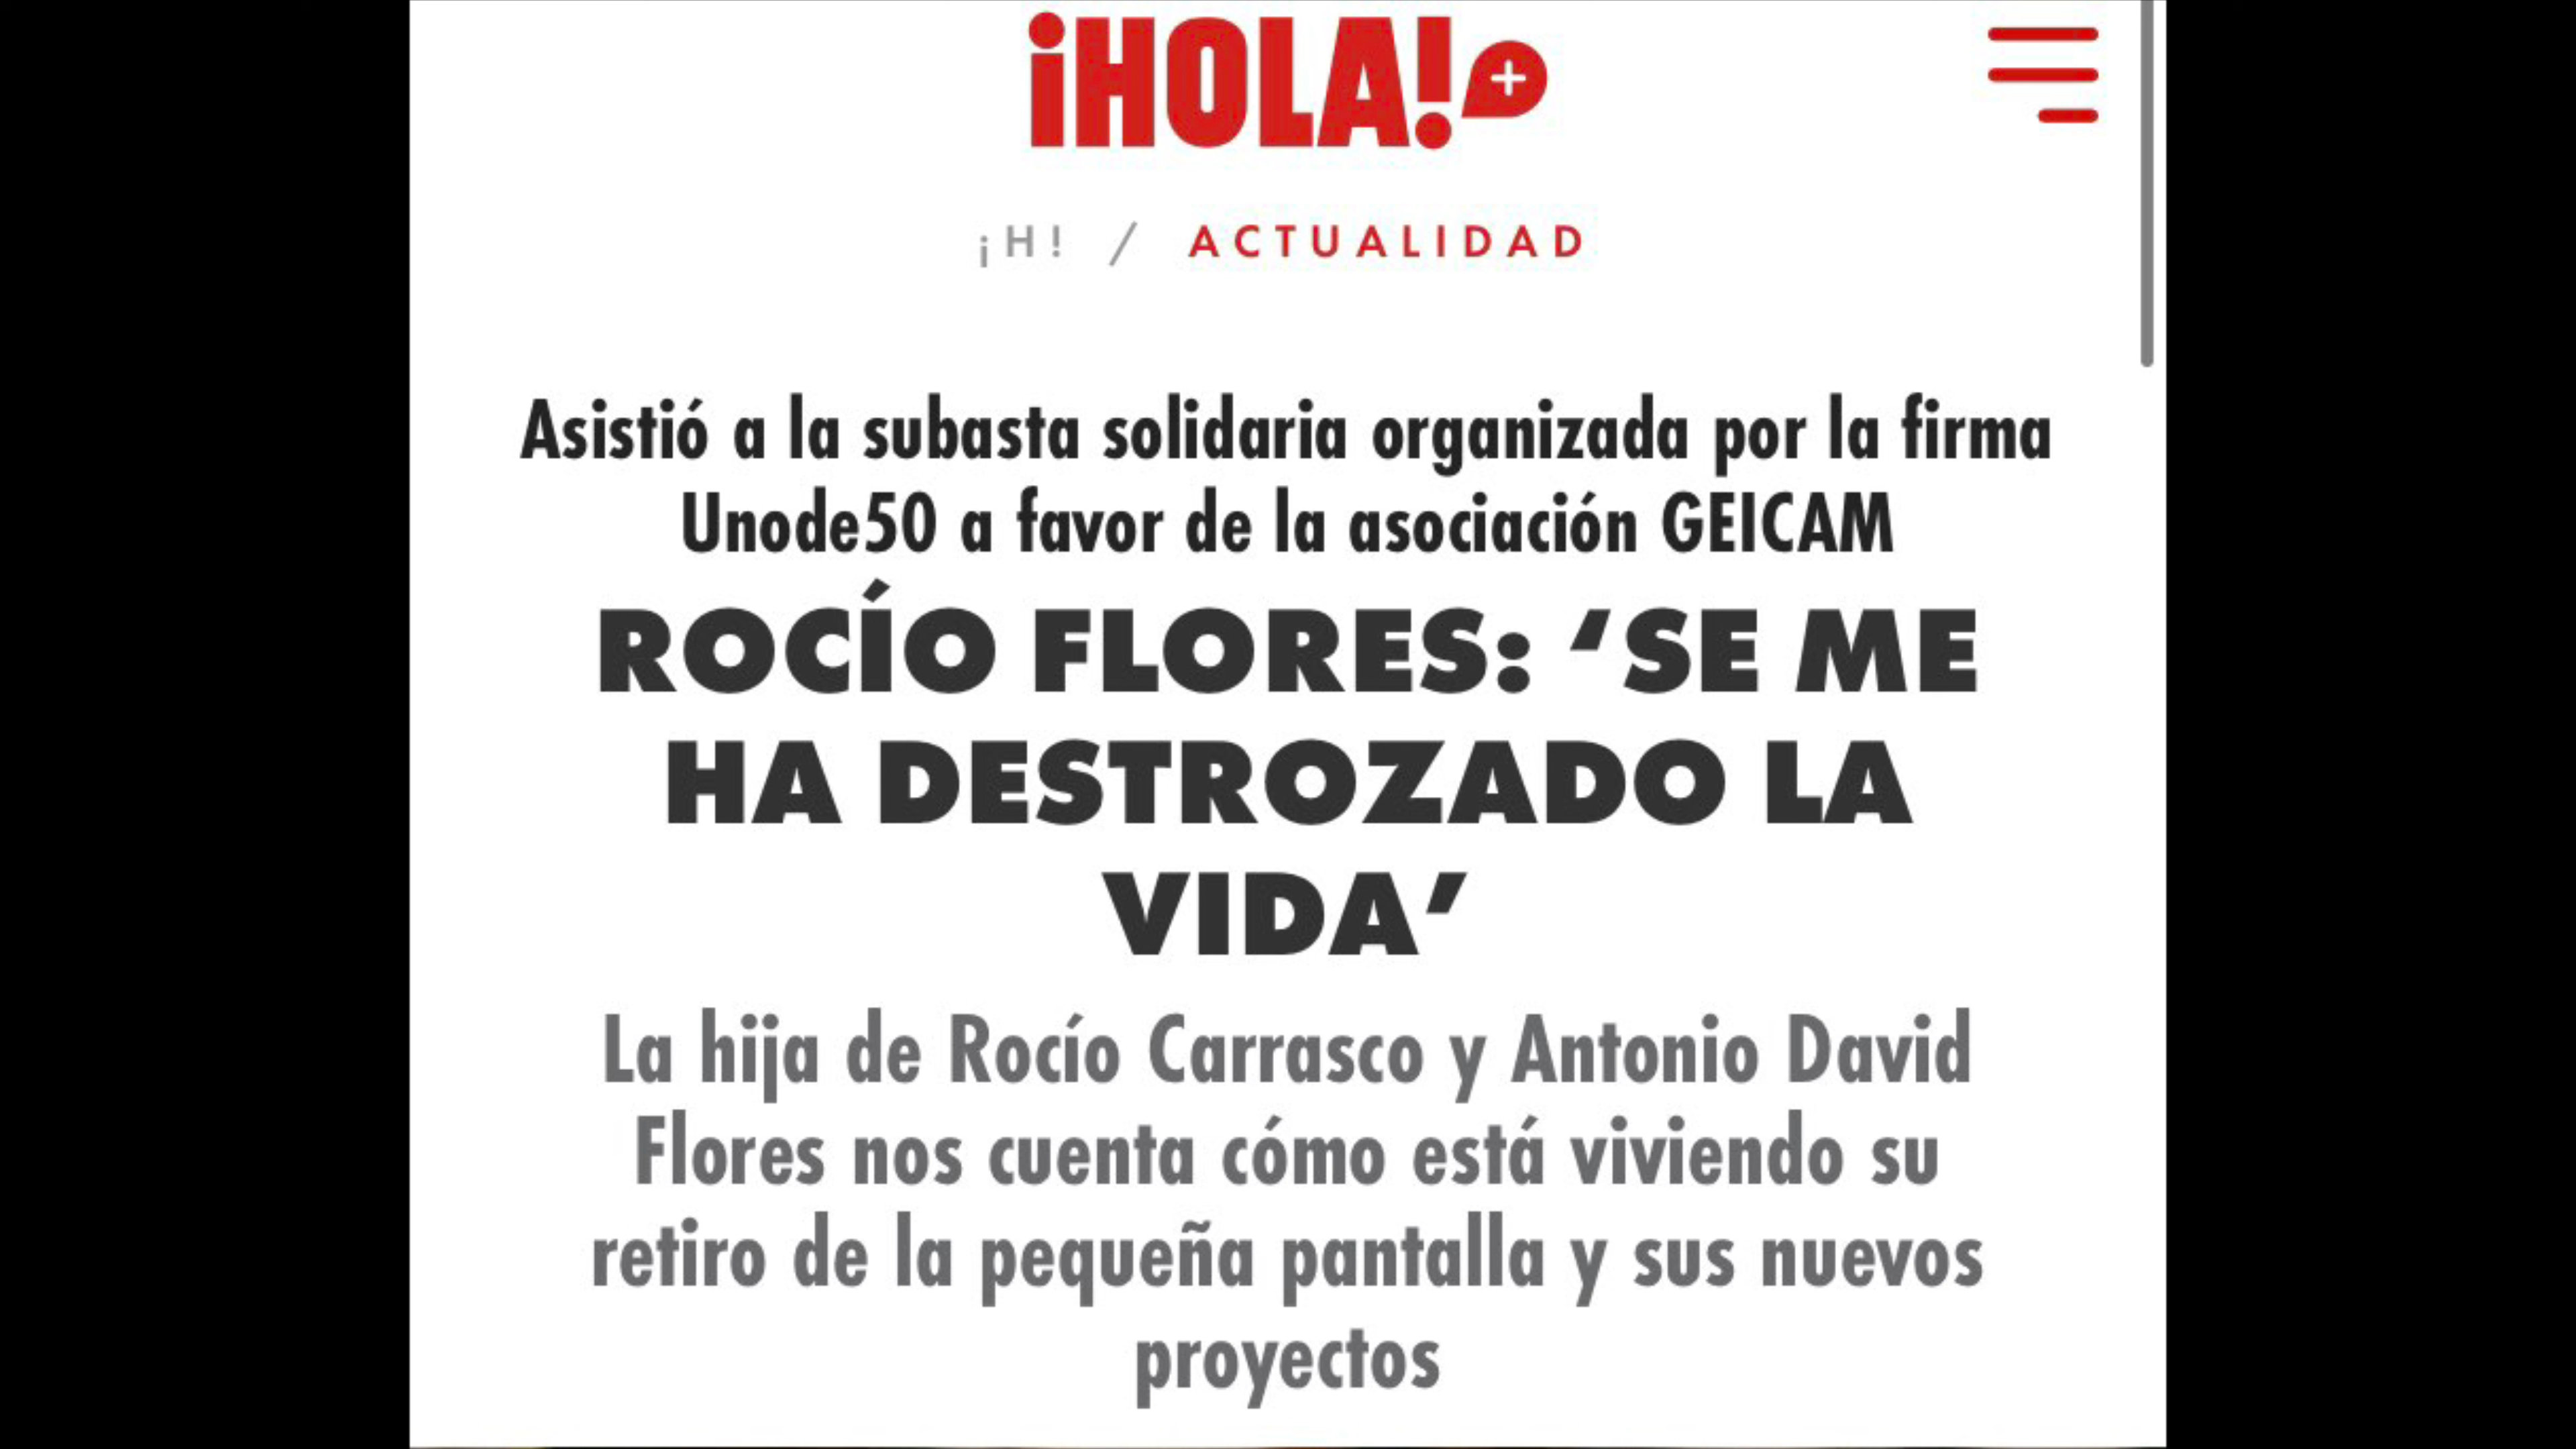 ¡HOLA!+
¡H! / ACTUALIDAD
Asistió a la subasta solidaria organizada por la firma
Unode50 a favor de la asociación GEICAM
ROCÍO FLORES: ‘SE ME
HA DESTROZADO LA
VIDA’
La hija de Rocío Carrasco y Antonio David
Flores nos cuenta cómo está viviendo su
retiro de la pequeña pantalla y sus nuevos
proyectos